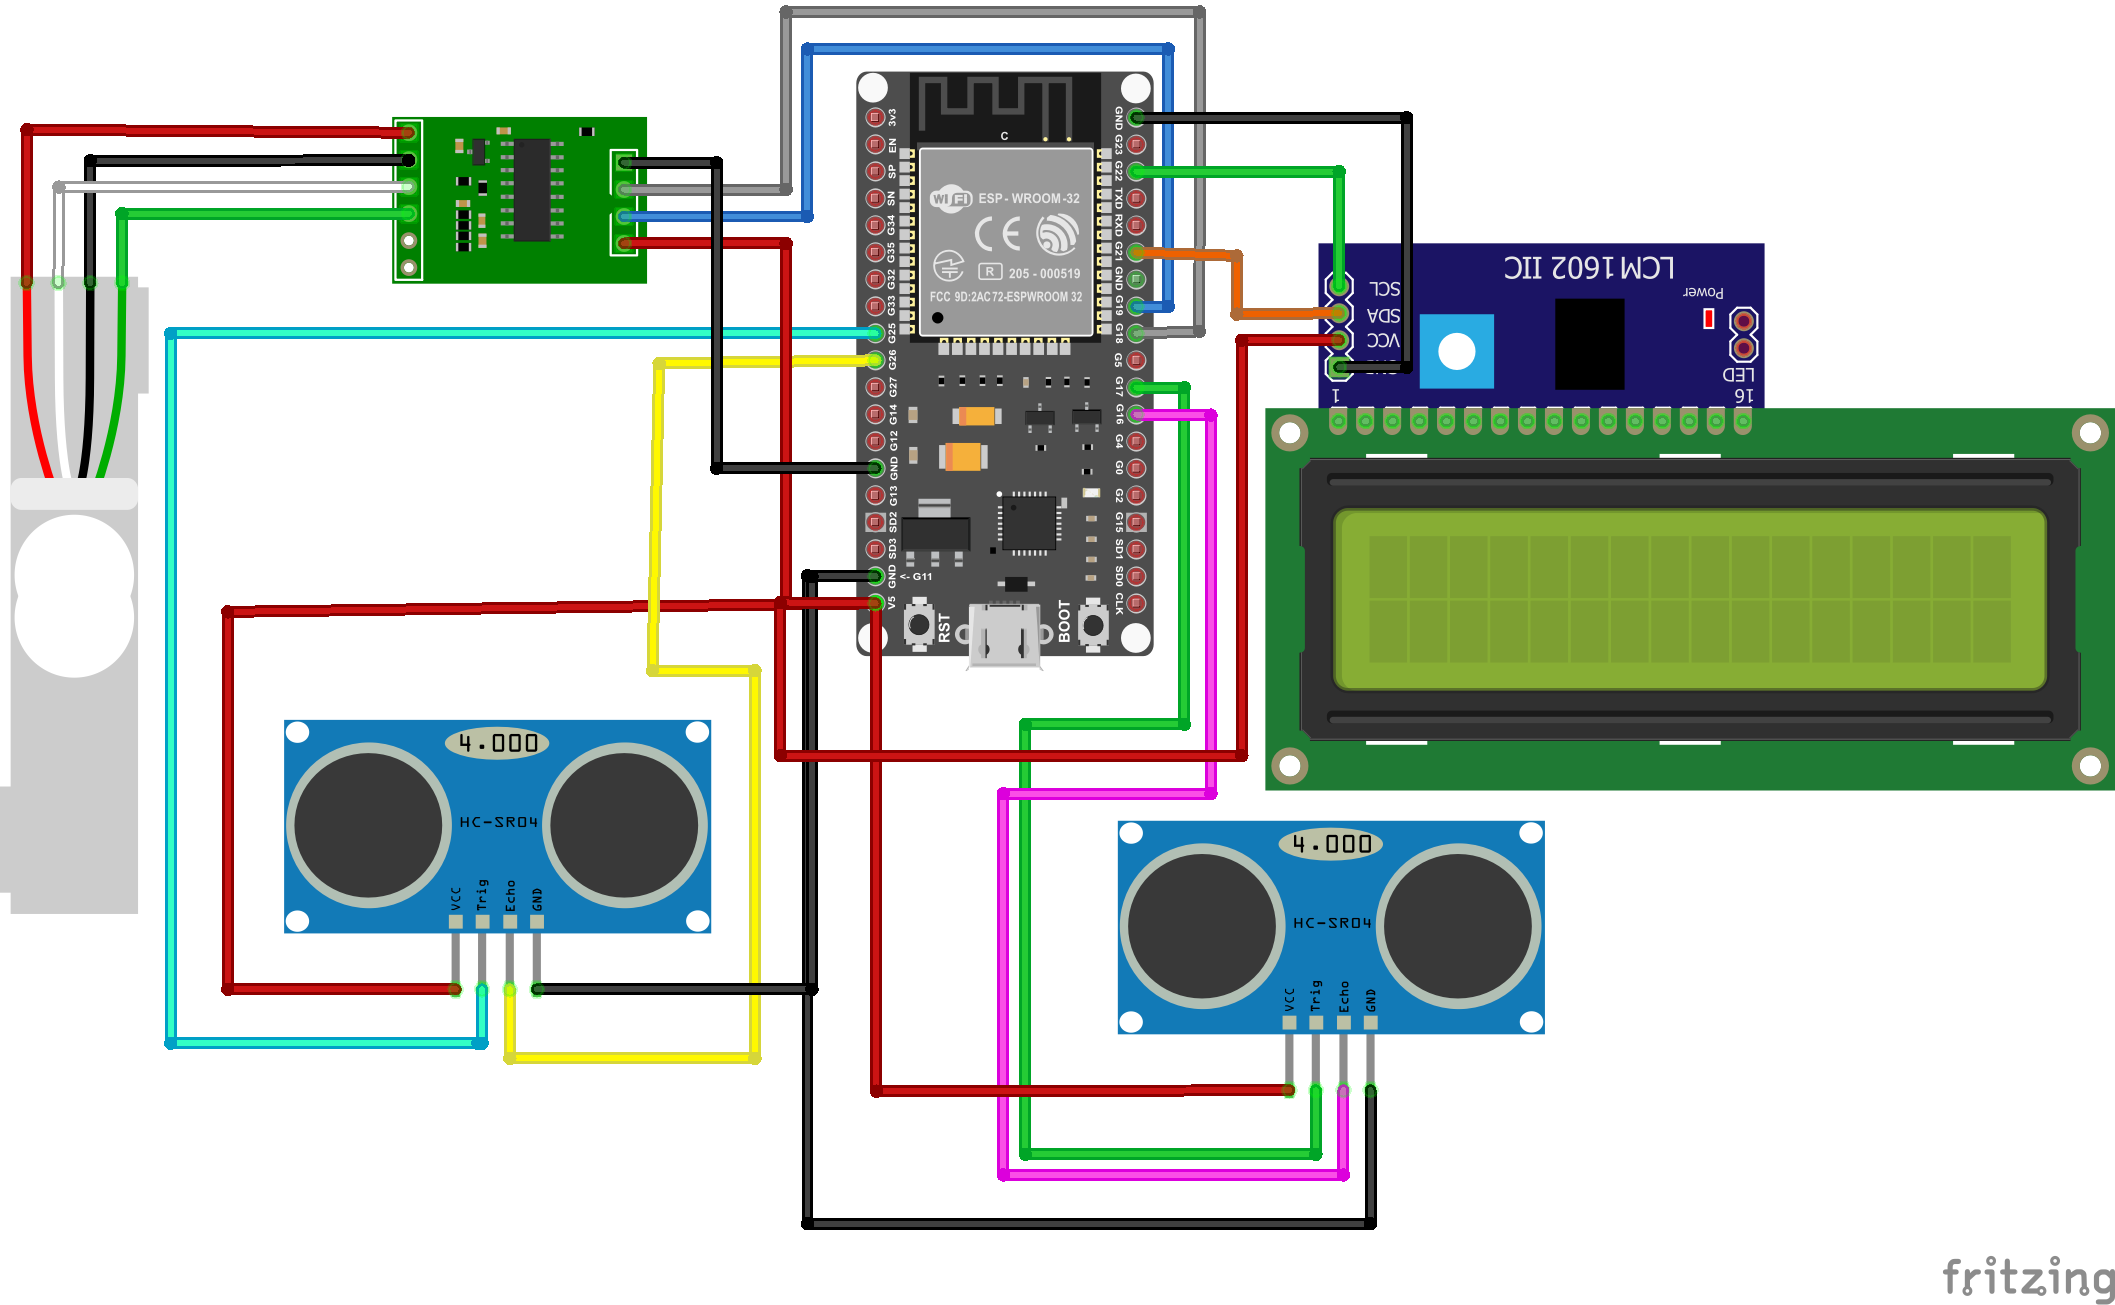 C
WiFi
ESP-WROOM-32
CE
R
205-000519
FCC 9D:2AC72-ESPWROOM 32
3v3
EN
SP
SN
G34
G35
G32
G33
G25
G26
G27
G14
G12
GND
G13
SD2
SD3
GND
V5
<- G11
GND
G23
G22
TXD
RXD
G21
GND
G19
G18
G5
G17
G16
G4
G0
G2
G15
SD1
SD0
CLK
RST
BOOT
LCM1602 IIC
SCL
SDA
VCC
Power
LED
1
16
4.000
HC-SR04
VCC
Trig
Echo
GND
4.000
HC-SR04
VCC
Trig
Echo
GND
fritzing